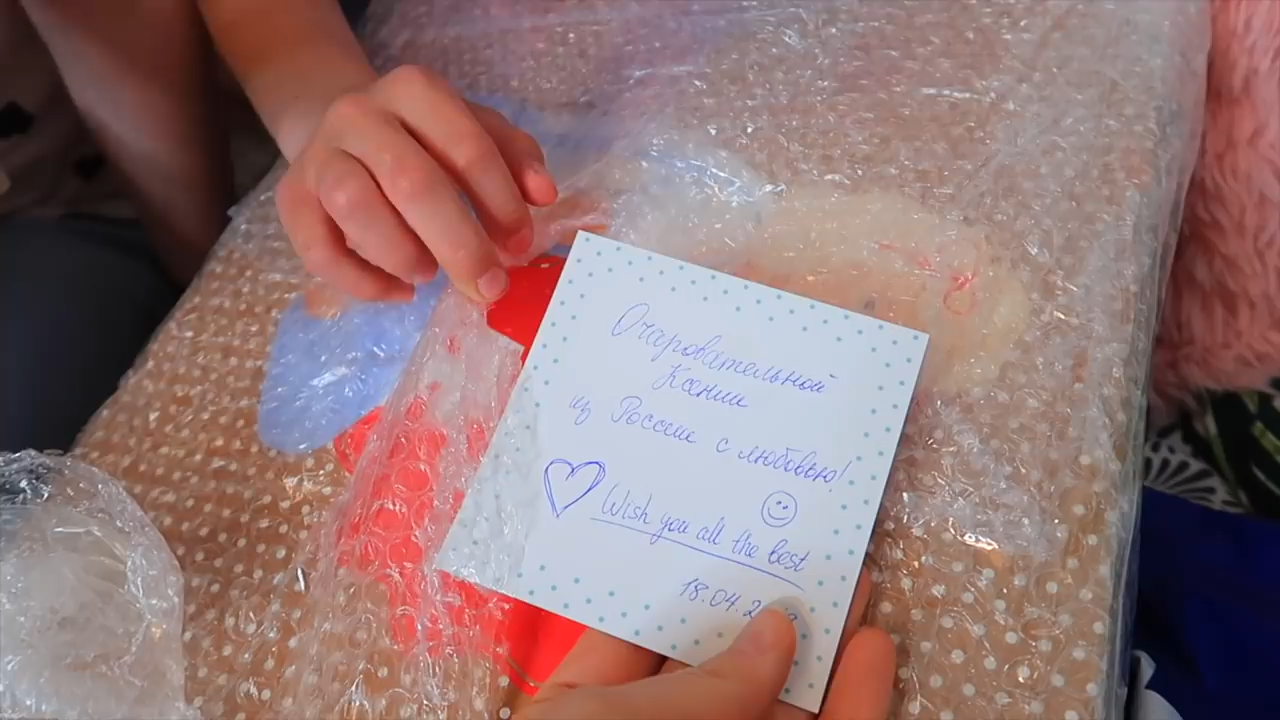 Очаровательной
Ксении
из России с любовью!
Wish you all the best